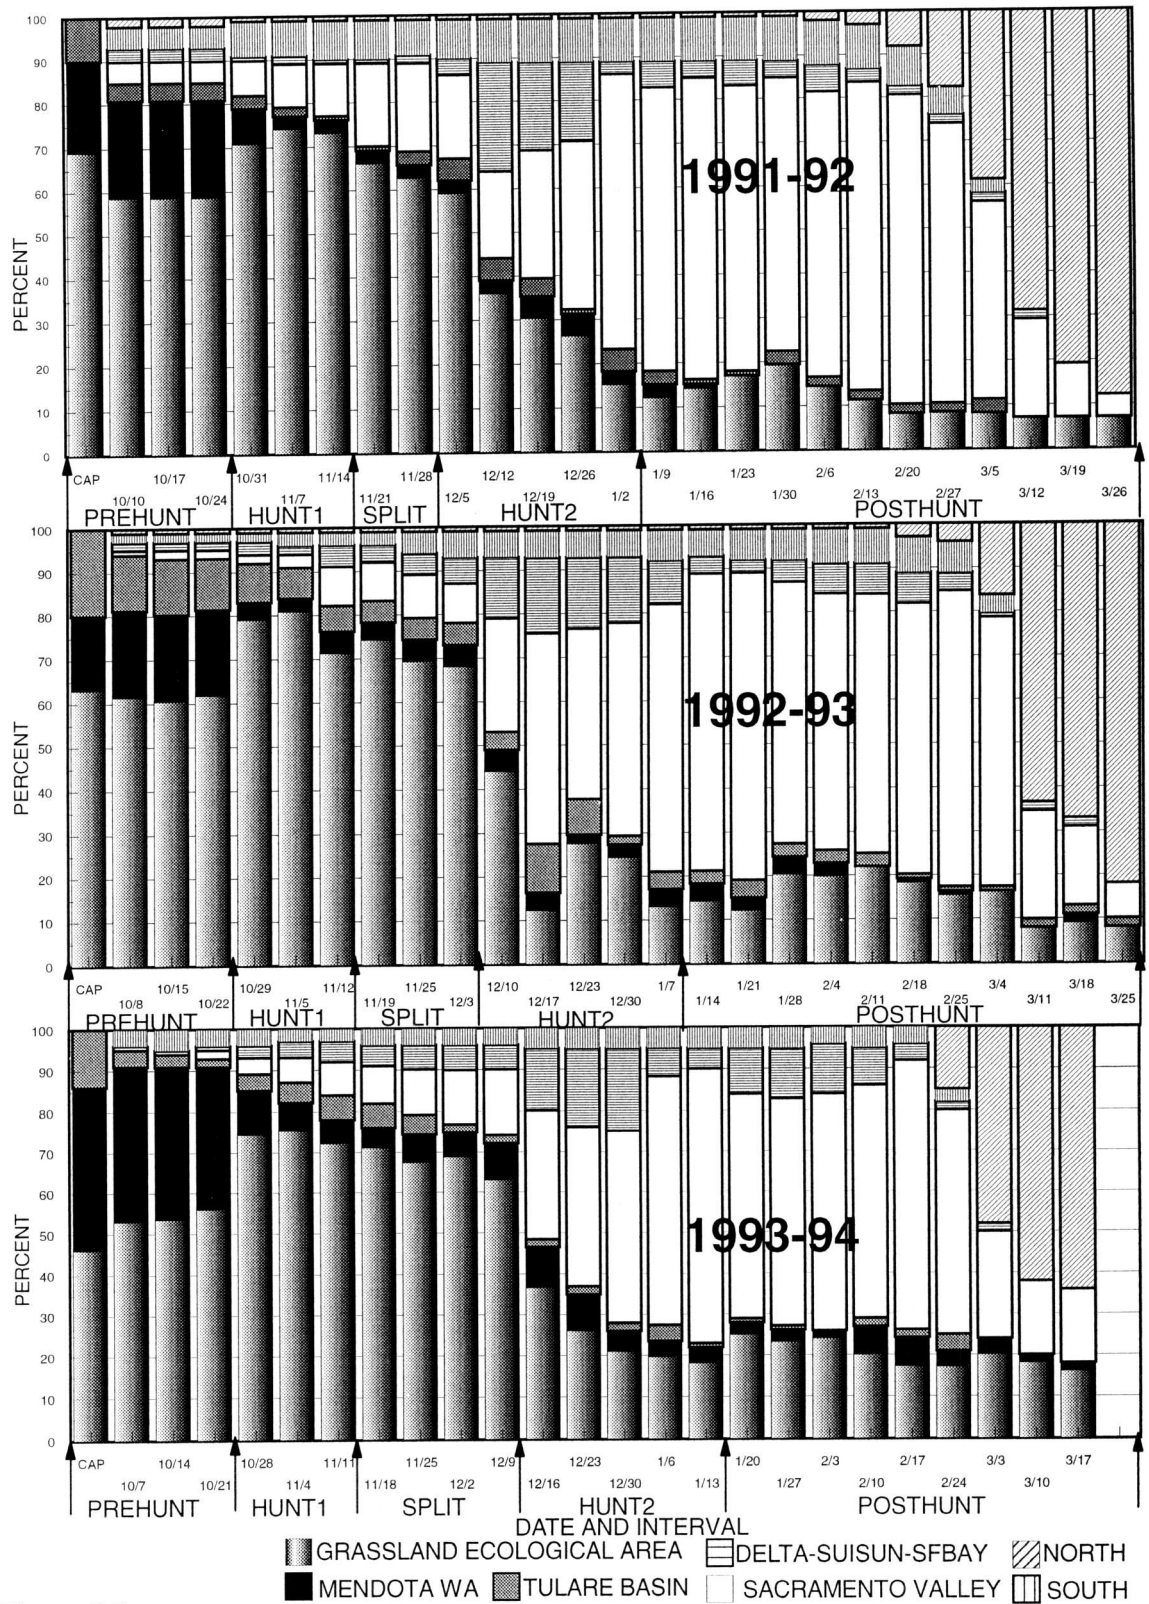 100
90
80
70
60
50
40
30
20
10
0
PERCENT
1991-92
CAP 10/17 10/31 11/14 11/28 12/12 12/26 1/9 1/23 2/6 2/20 3/5 3/19
10/10 10/24 11/7 11/21 12/5 12/19 1/2 1/16 1/30 2/13 2/27 3/12 3/26
PREHUNT HUNT1 SPLIT HUNT2 POSTHUNT
100
90
80
70
60
50
40
30
20
10
0
PERCENT
1992-93
CAP 10/15 10/29 11/12 11/25 12/10 12/23 1/7 1/21 2/4 2/18 3/4 3/18
10/8 10/22 11/5 11/19 12/3 12/17 12/30 1/14 1/28 2/11 2/25 3/11 3/25
PREHUNT HUNT1 SPLIT HUNT2 POSTHUNT
100
90
80
70
60
50
40
30
20
10
0
PERCENT
1993-94
CAP 10/14 10/28 11/11 11/25 12/9 12/23 1/6 1/20 2/3 2/17 3/3 3/17
10/7 10/21 11/4 11/18 12/2 12/16 12/30 1/13 1/27 2/10 2/24 3/10
PREHUNT HUNT1 SPLIT HUNT2 POSTHUNT
DATE AND INTERVAL
GRASSLAND ECOLOGICAL AREA DELTA-SUISUN-SFBAY NORTH
MENDOTA WA TULARE BASIN SACRAMENTO VALLEY SOUTH